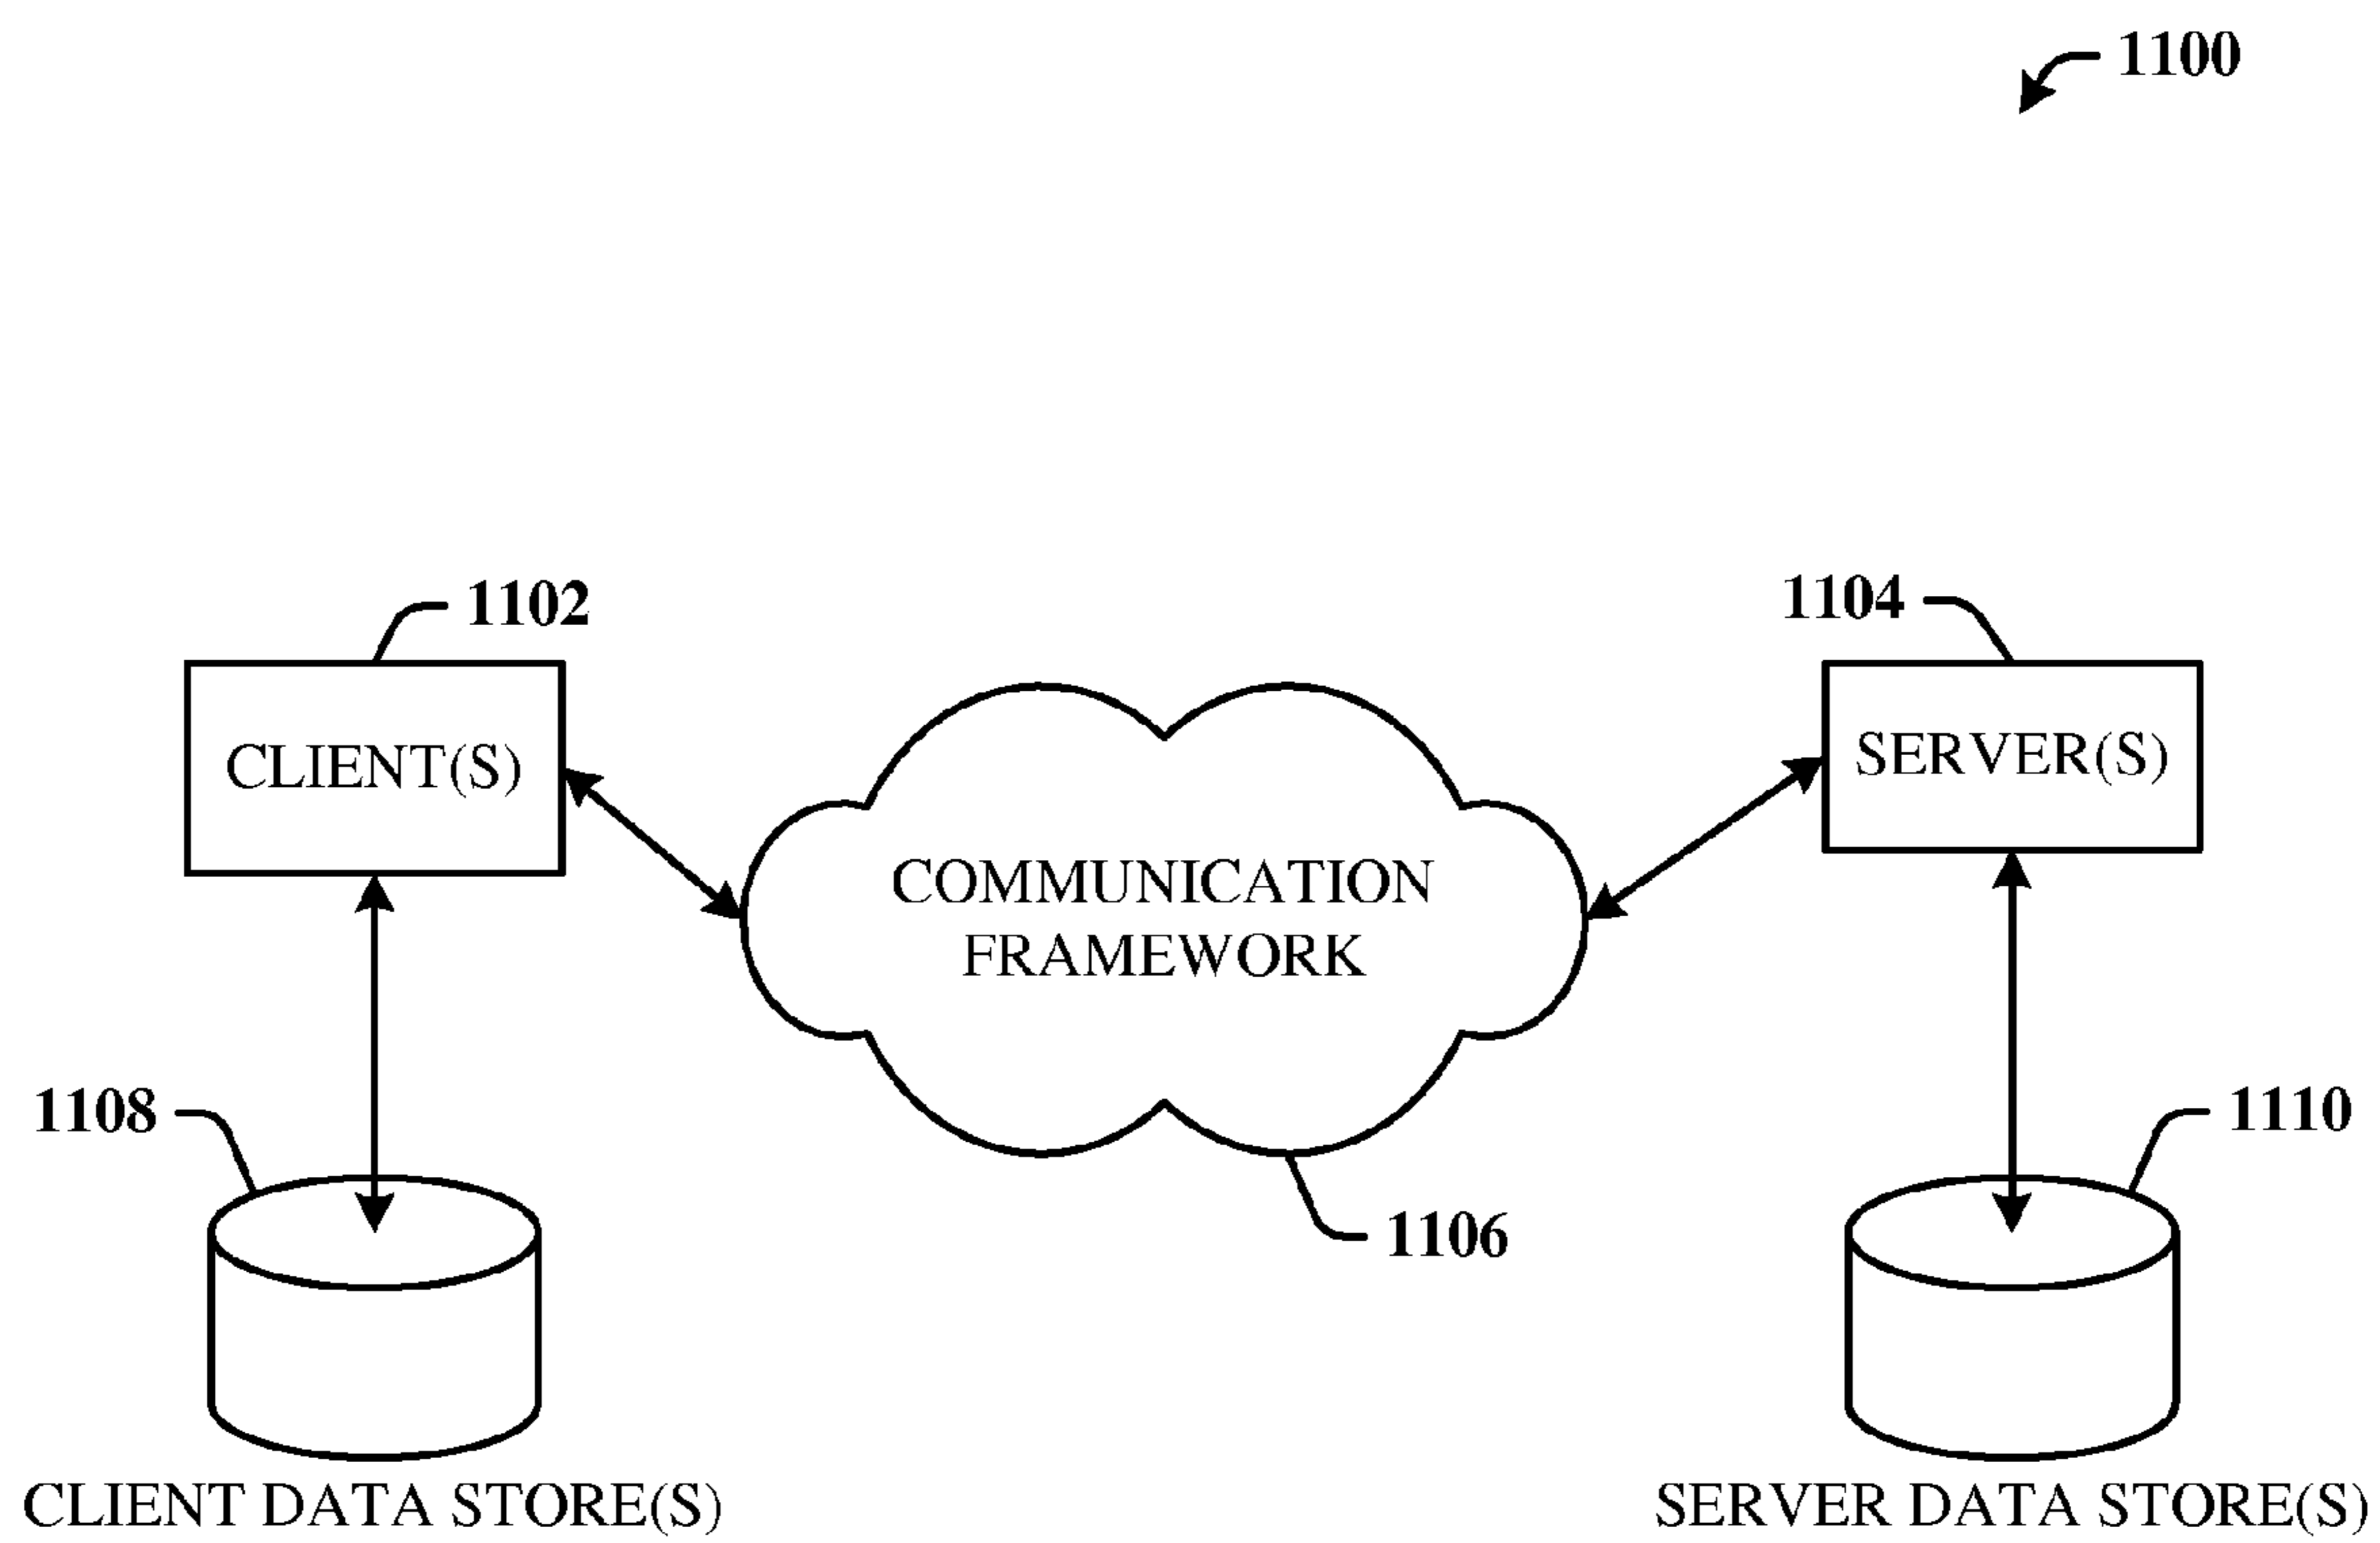 1100
1102
1104
CLIENT(S)
SERVER(S)
COMMUNICATION
FRAMEWORK
1108
1110
1106
CLIENT DATA STORE(S)
SERVER DATA STORE(S)